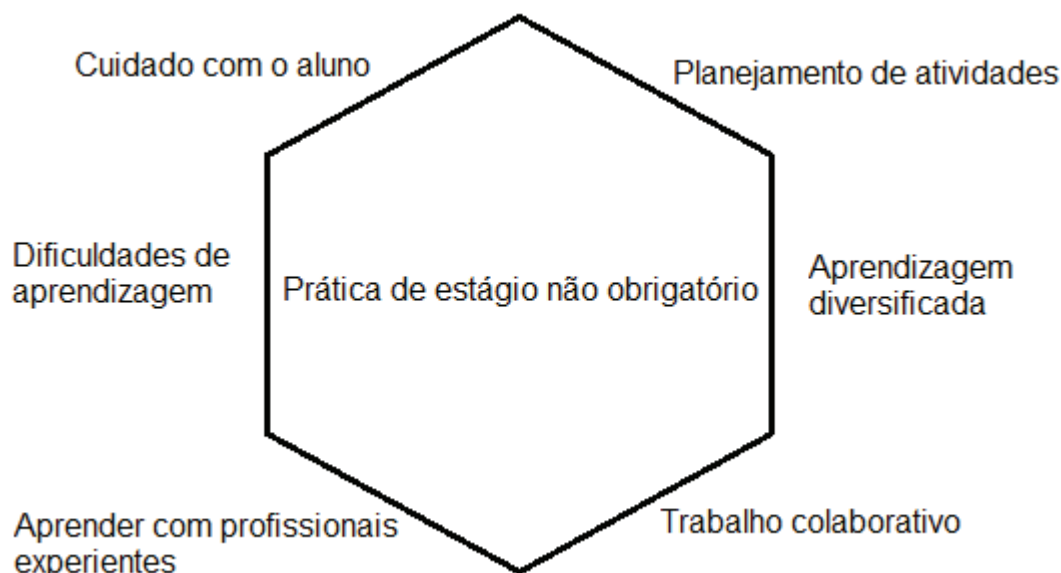 Cuidado com o aluno
Planejamento de atividades
Dificuldades de
aprendizagem
Prática de estágio não obrigatório
Aprendizagem
diversificada
Aprender com profissionais
experientes
Trabalho colaborativo